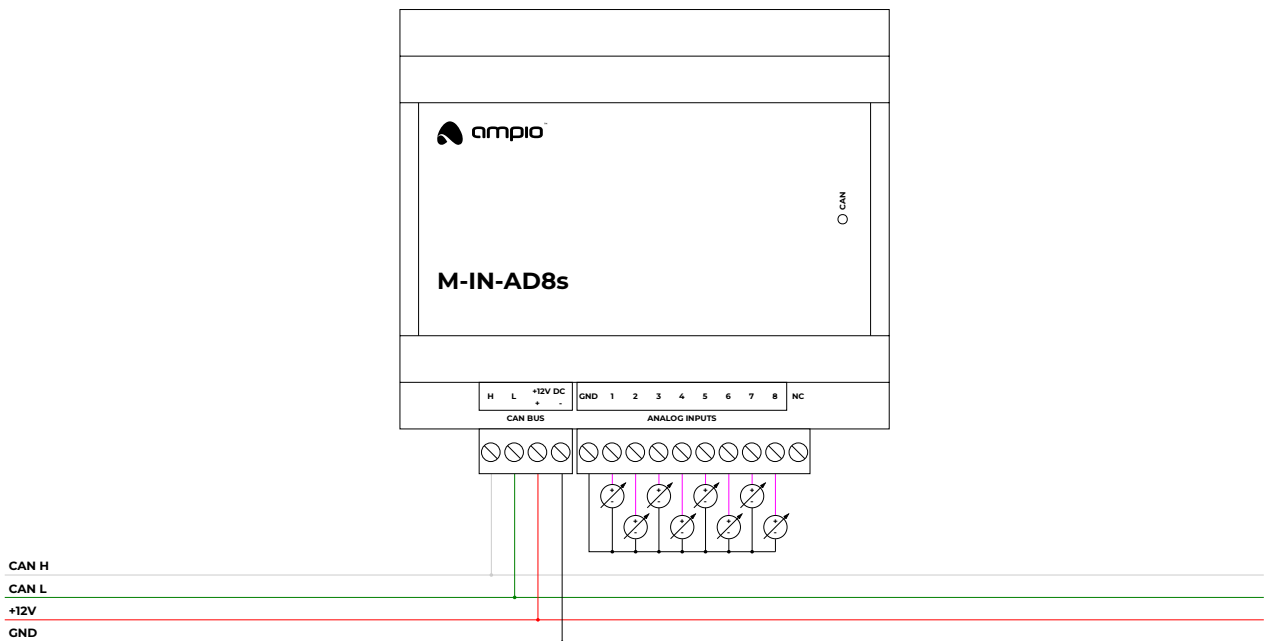 ampio™
CAN
M-IN-AD8s
H L +12V DC + - GND 1 2 3 4 5 6 7 8 NC
CAN BUS ANALOG INPUTS
+ + + +
- - - -
+ + + +
- - - -
CAN H
CAN L
+12V
GND